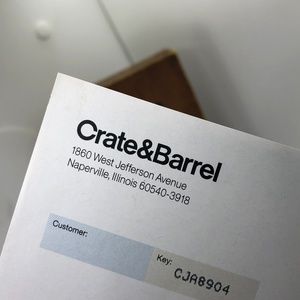 Crate&Barrel
1860 West Jefferson Avenue
Naperville, Illinois 60540-3918
Customer:
Key:
CJA8904